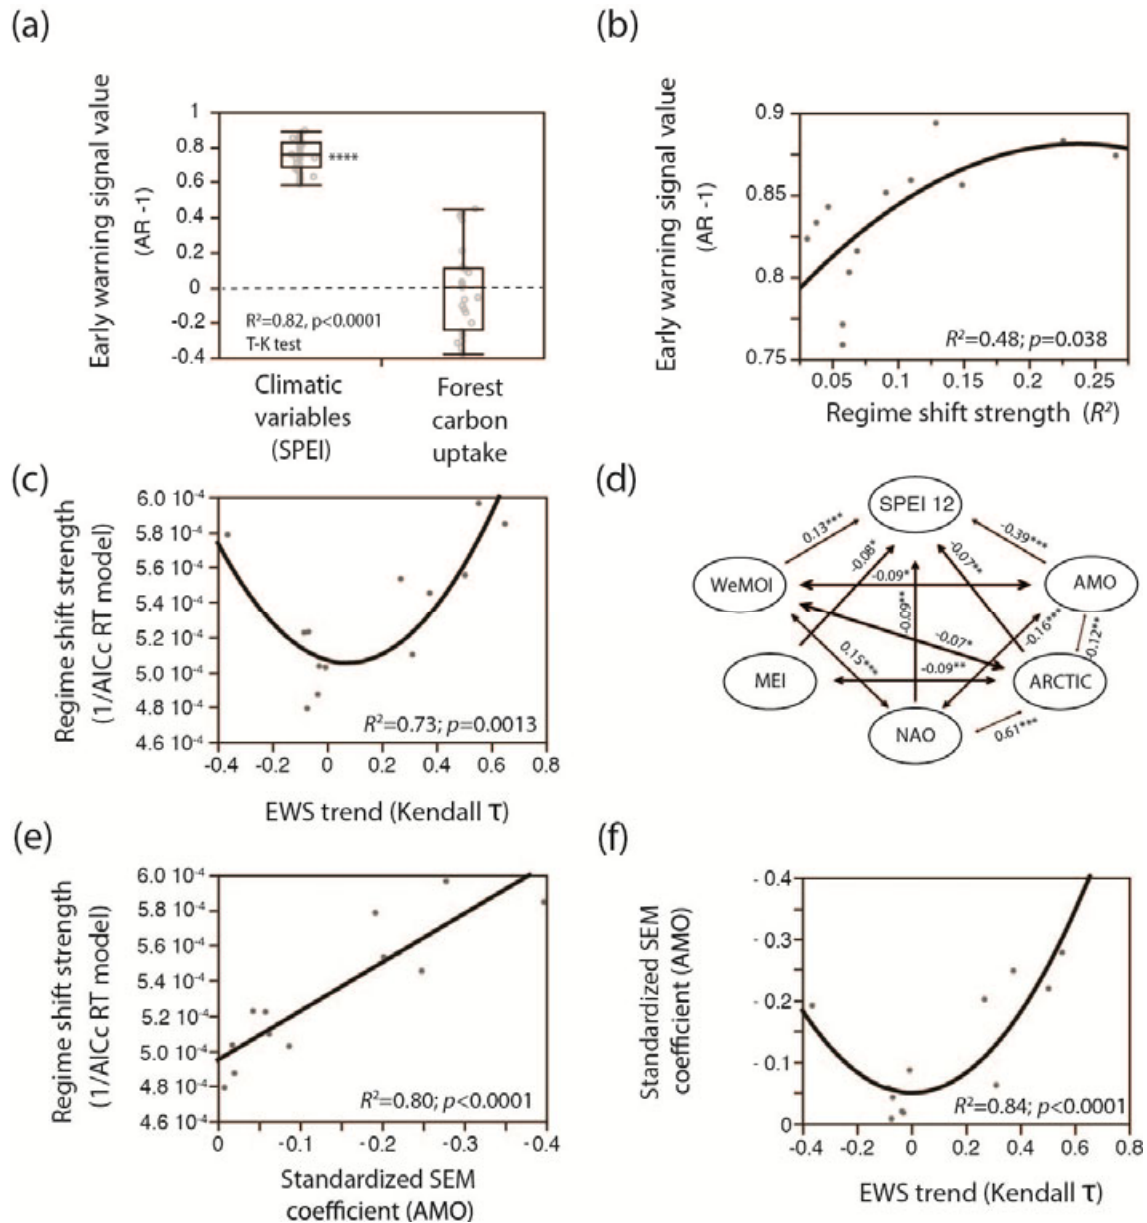 (a)
Early warning signal value
(AR -1)
1
0.8
0.6
0.4
0.2
0
-0.2
-0.4
****
R²=0.82, p<0.0001
T-K test
Climatic
variables
(SPEI)
Forest
carbon
uptake
(b)
Early warning signal value
(AR -1)
0.9
0.85
0.8
0.75
R²=0.48; p=0.038
0.05 0.1 0.15 0.2 0.25
Regime shift strength (R²)
(c)
Regime shift strength
(1/AICc RT model)
6.0 10⁻⁴
5.8 10⁻⁴
5.6 10⁻⁴
5.4 10⁻⁴
5.2 10⁻⁴
5.0 10⁻⁴
4.8 10⁻⁴
4.6 10⁻⁴
R²=0.73; p=0.0013
-0.4 -0.2 0 0.2 0.4 0.6 0.8
EWS trend (Kendall τ)
(d)
SPEI 12
0.13***
-0.39***
-0.08*
-0.07**
WeMOI
-0.09*
AMO
-0.09**
-0.16***
-0.07*
-0.12**
0.15***
MEI
-0.09**
ARCTIC
NAO
0.61***
(e)
Regime shift strength
(1/AICc RT model)
6.0 10⁻⁴
5.8 10⁻⁴
5.6 10⁻⁴
5.4 10⁻⁴
5.2 10⁻⁴
5.0 10⁻⁴
4.8 10⁻⁴
4.6 10⁻⁴
R²=0.80; p<0.0001
0 -0.1 -0.2 -0.3 -0.4
Standardized SEM
coefficient (AMO)
(f)
Standardized SEM
coefficient (AMO)
- 0.4
- 0.3
- 0.2
- 0.1
0
R²=0.84; p<0.0001
-0.4 -0.2 0 0.2 0.4 0.6 0.8
EWS trend (Kendall τ)